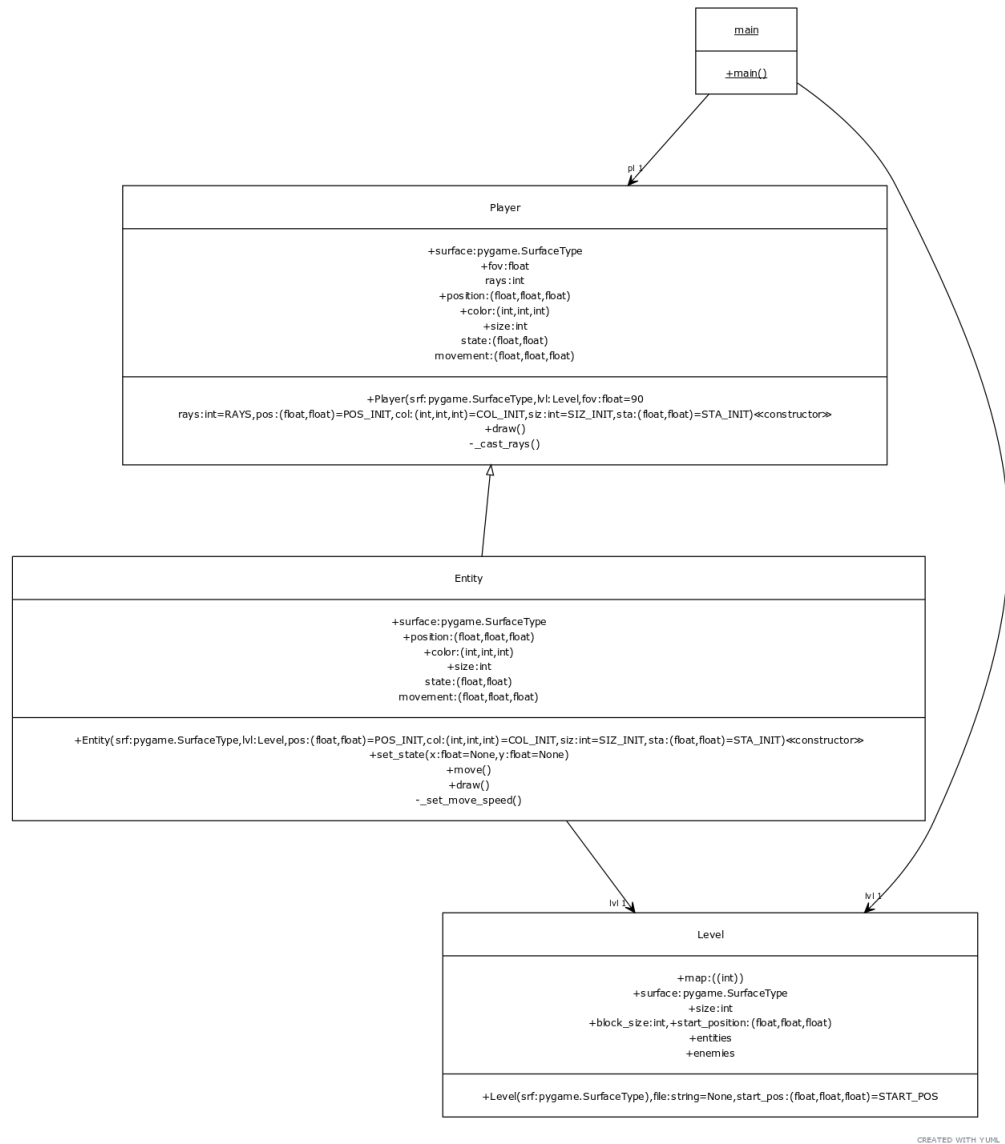 main
+main()
pl 1
Player
+surface:pygame.SurfaceType
+fov:float
rays:int
+position:(float,float,float)
+color:(int,int,int)
+size:int
state:(float,float)
movement:(float,float,float)
+Player(srf:pygame.SurfaceType,lvl:Level,fov:float=90
rays:int=RAYS,pos:(float,float)=POS_INIT,col:(int,int,int)=COL_INIT,siz:int=SIZ_INIT,sta:(float,float)=STA_INIT)≪constructor≫
+draw()
-_cast_rays()
Entity
+surface:pygame.SurfaceType
+position:(float,float,float)
+color:(int,int,int)
+size:int
state:(float,float)
movement:(float,float,float)
+Entity(srf:pygame.SurfaceType,lvl:Level,pos:(float,float)=POS_INIT,col:(int,int,int)=COL_INIT,siz:int=SIZ_INIT,sta:(float,float)=STA_INIT)≪constructor≫
+set_state(x:float=None,y:float=None)
+move()
+draw()
-_set_move_speed()
lvl 1
lvl 1
Level
+map:((int))
+surface:pygame.SurfaceType
+size:int
+block_size:int,+start_position:(float,float,float)
+entities
+enemies
+Level(srf:pygame.SurfaceType),file:string=None,start_pos:(float,float,float)=START_POS
CREATED WITH YUML